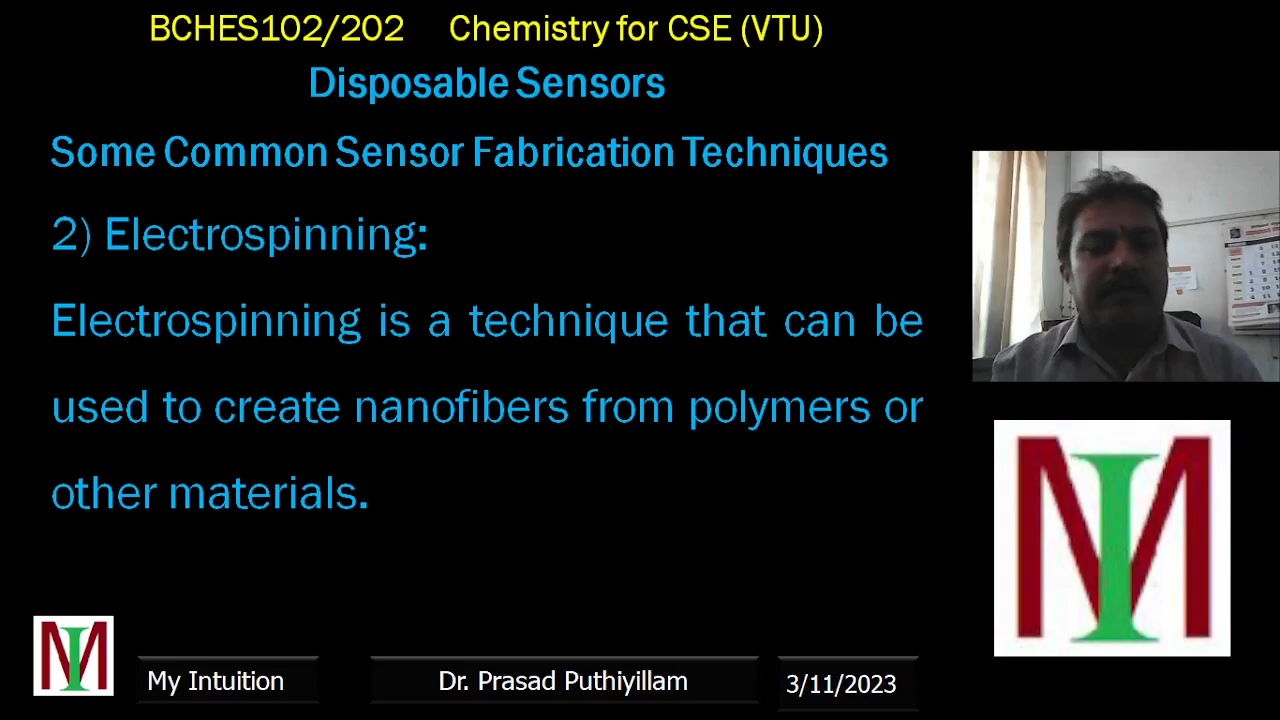 BCHES102/202 Chemistry for CSE (VTU)
Disposable Sensors
Some Common Sensor Fabrication Techniques
2) Electrospinning:
Electrospinning is a technique that can be
used to create nanofibers from polymers or
other materials.
MI
MI
My Intuition
Dr. Prasad Puthiyillam
3/11/2023